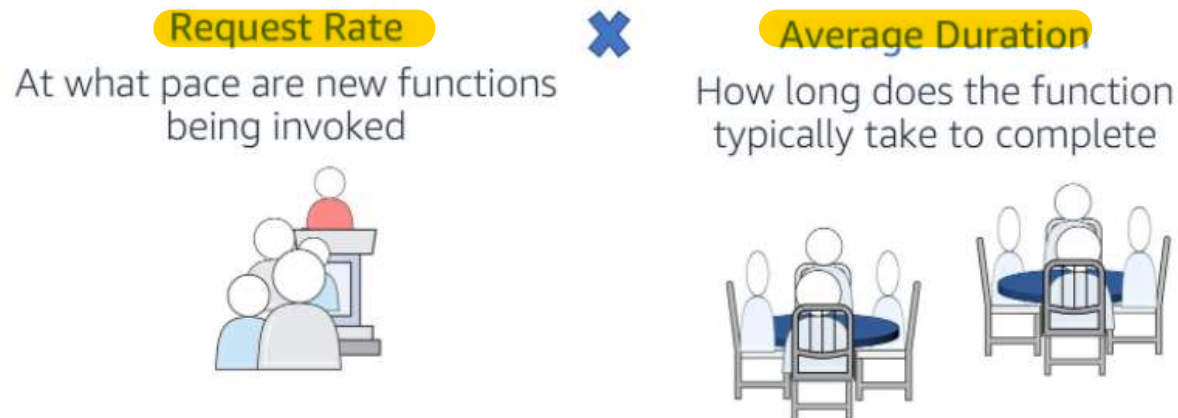 Request Rate
At what pace are new functions
being invoked
Average Duration
How long does the function
typically take to complete